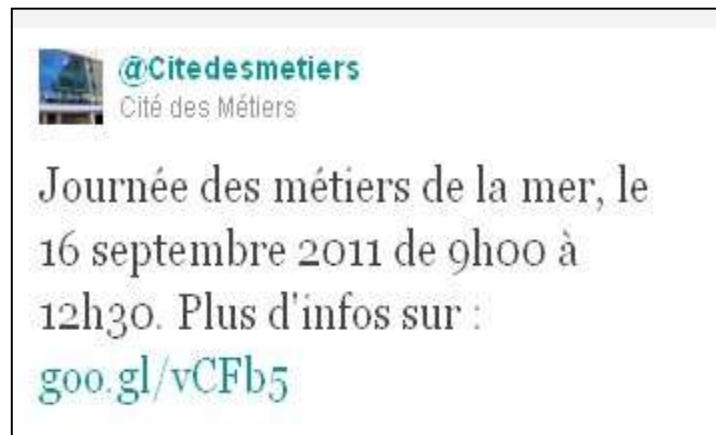 @Citedesmetiers
Cité des Métiers
Journée des métiers de la mer, le
16 septembre 2011 de 9h00 à
12h30. Plus d'infos sur :
goo.gl/vCFb5